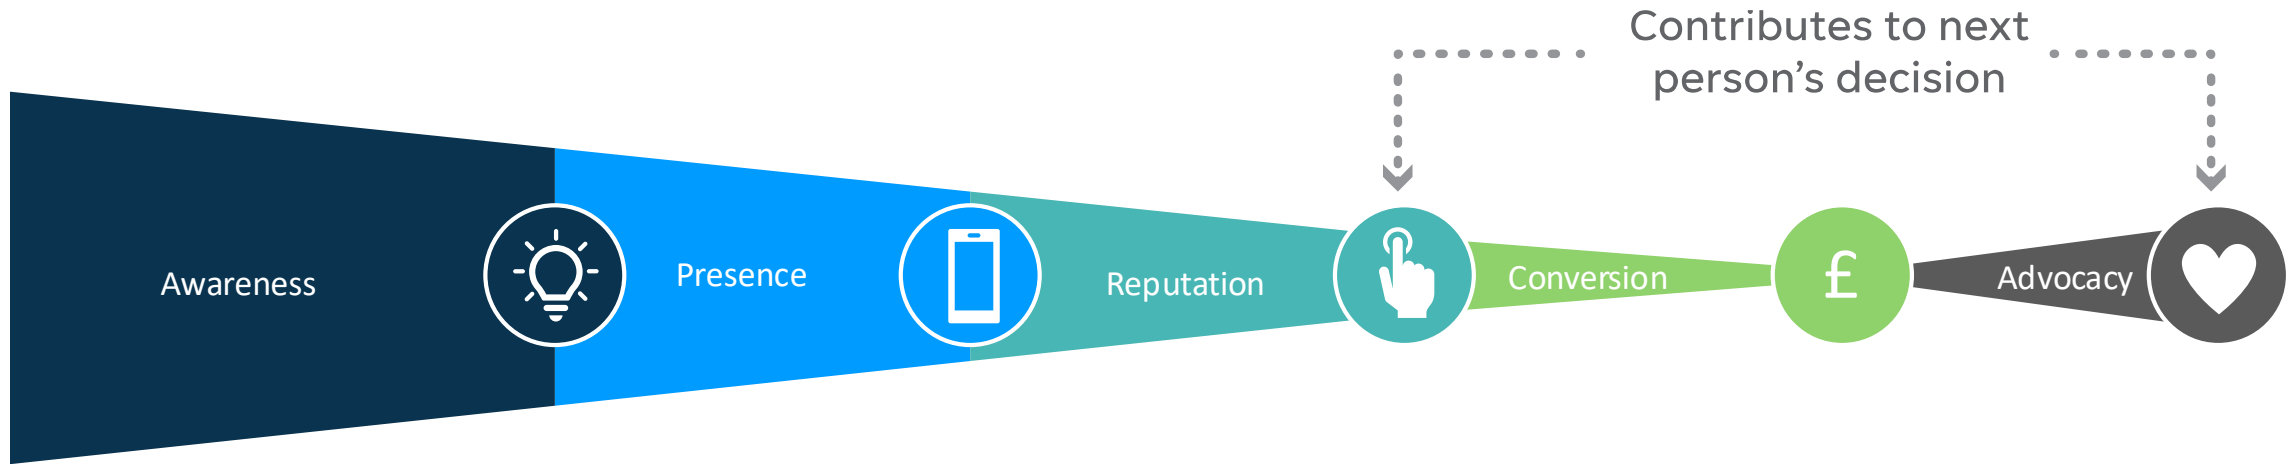 Contributes to next
person’s decision
Awareness
Presence
Reputation
Conversion
£
Advocacy